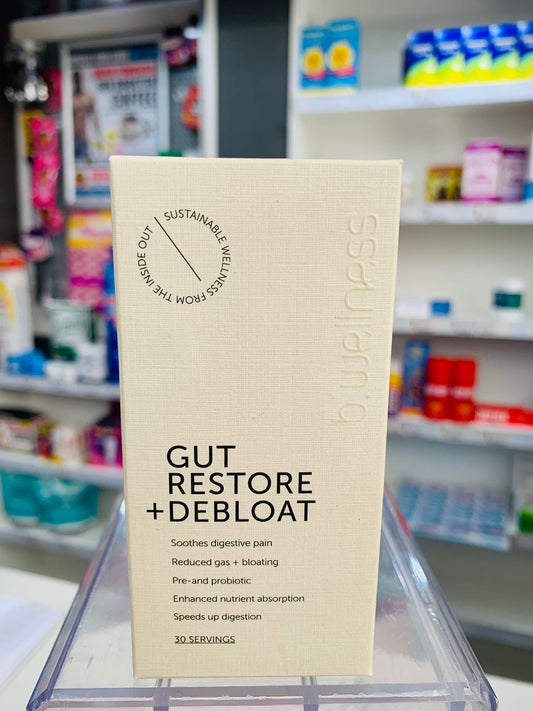 SUSTAINABLE WELLNESS FROM THE INSIDE OUT
b.wellness
GUT
RESTORE
+DEBLOAT
Soothes digestive pain
Reduced gas + bloating
Pre-and probiotic
Enhanced nutrient absorption
Speeds up digestion
30 SERVINGS